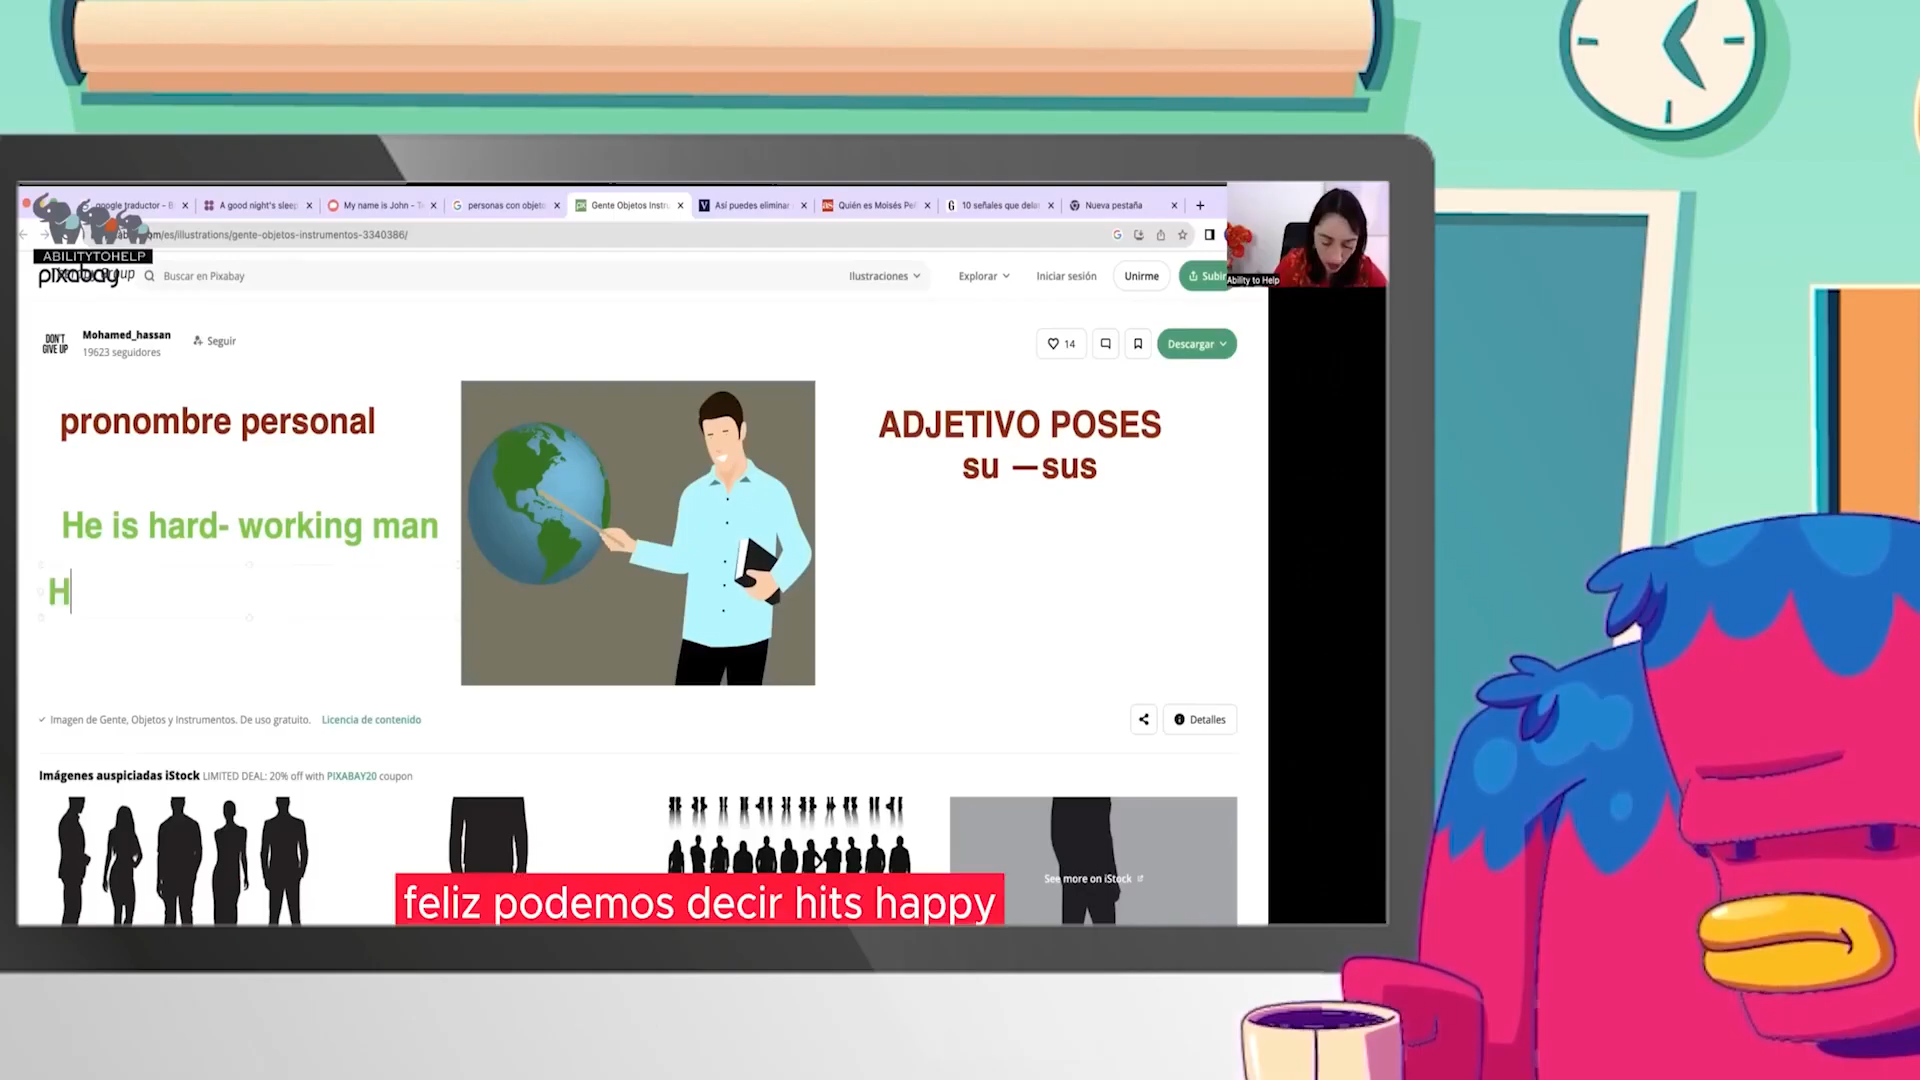 A good night's sleep
My name is John - T
personas con objeto
Gente Objetos Instru
Así puedes eliminar
Quién es Moisés Pe
10 señales que dela
Nueva pestaña
om/es/illustrations/gente-objetos-instrumentos-3340386/
ABILITYTOHELP
pixabay
Buscar en Pixabay
Ilustraciones
Explorar
Iniciar sesión
Unirme
Subir
Ability to Help
DON'T
GIVE UP
Mohamed_hassan
19623 seguidores
Seguir
14
Descargar
pronombre personal
ADJETIVO POSES
su —sus
He is hard- working man
H
Imagen de Gente, Objetos y Instrumentos. De uso gratuito. Licencia de contenido
Detalles
Imágenes auspiciadas iStock LIMITED DEAL: 20% off with PIXABAY20 coupon
See more on iStock
feliz podemos decir hits happy